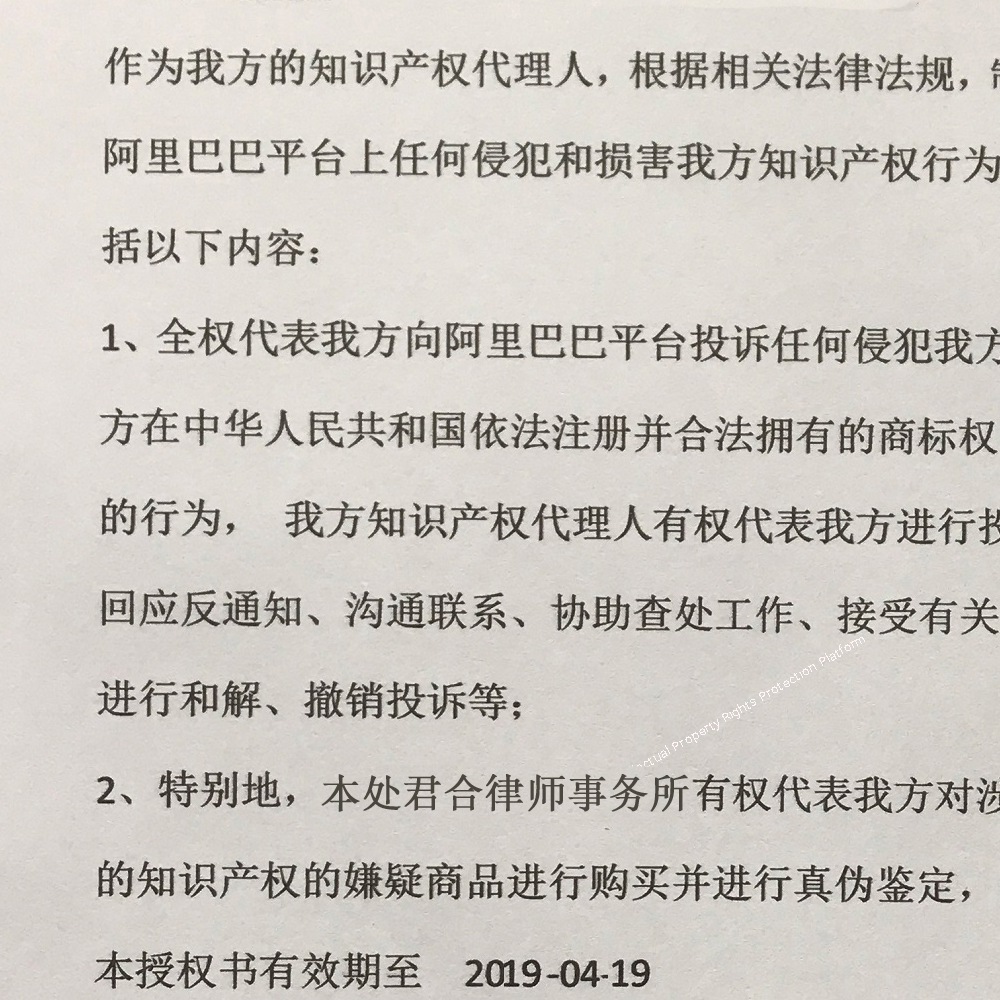 作为我方的知识产权代理人，根据相关法律法规，
阿里巴巴平台上任何侵犯和损害我方知识产权行为
括以下内容：
1、全权代表我方向阿里巴巴平台投诉任何侵犯我方
方在中华人民共和国依法注册并合法拥有的商标权
的行为， 我方知识产权代理人有权代表我方进行投
回应反通知、沟通联系、协助查处工作、接受有关
进行和解、撤销投诉等；
Property Rights Protection Platform
2、特别地，本处君合律师事务所有权代表我方对涉
的知识产权的嫌疑商品进行购买并进行真伪鉴定，
本授权书有效期至 2019-04-19